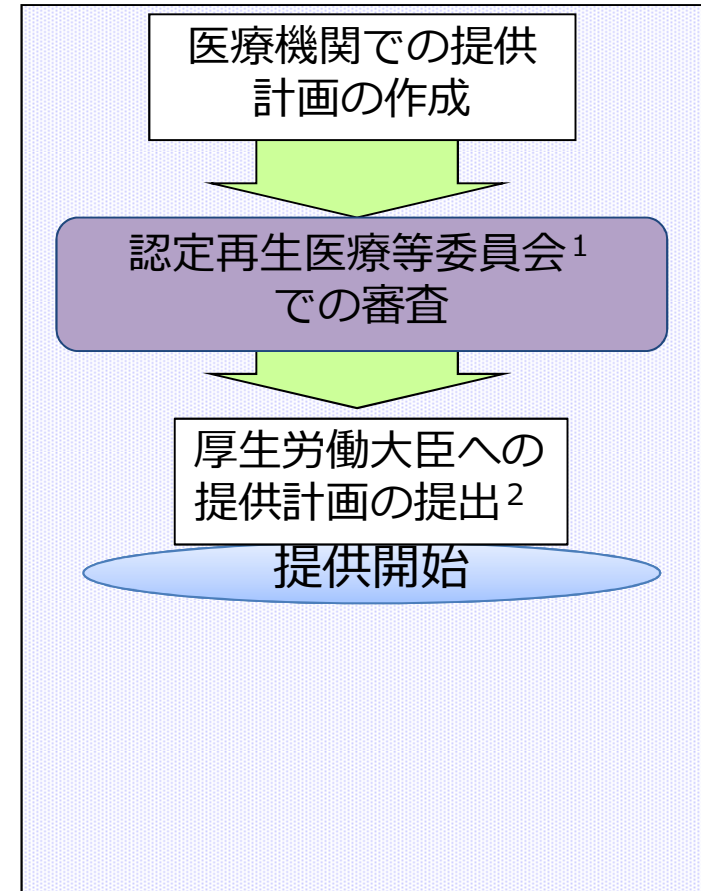 医療機関での提供
計画の作成
認定再生医療等委員会1
での審査
厚生労働大臣への
提供計画の提出2
提供開始